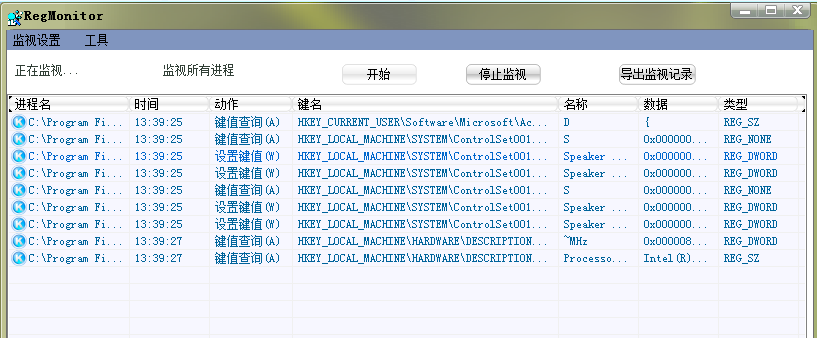 RegMonitor
监视设置 工具
正在监视... 监视所有进程 开始 停止监视 导出监视记录
进程名 时间 动作 键名 名称 数据 类型
C:\Program Fi... 13:39:25 键值查询(A) HKEY_CURRENT_USER\Software\Microsoft\Ac... D { REG_SZ
C:\Program Fi... 13:39:25 键值查询(A) HKEY_LOCAL_MACHINE\SYSTEM\ControlSet001... S 0x000000... REG_NONE
C:\Program Fi... 13:39:25 设置键值(W) HKEY_LOCAL_MACHINE\SYSTEM\ControlSet001... Speaker ... 0x000000... REG_DWORD
C:\Program Fi... 13:39:25 设置键值(W) HKEY_LOCAL_MACHINE\SYSTEM\ControlSet001... Speaker ... 0x000000... REG_DWORD
C:\Program Fi... 13:39:25 键值查询(A) HKEY_LOCAL_MACHINE\SYSTEM\ControlSet001... S 0x000000... REG_NONE
C:\Program Fi... 13:39:25 设置键值(W) HKEY_LOCAL_MACHINE\SYSTEM\ControlSet001... Speaker ... 0x000000... REG_DWORD
C:\Program Fi... 13:39:25 设置键值(W) HKEY_LOCAL_MACHINE\SYSTEM\ControlSet001... Speaker ... 0x000000... REG_DWORD
C:\Program Fi... 13:39:27 键值查询(A) HKEY_LOCAL_MACHINE\HARDWARE\DESCRIPTION... ~MHz 0x000008... REG_DWORD
C:\Program Fi... 13:39:27 键值查询(A) HKEY_LOCAL_MACHINE\HARDWARE\DESCRIPTION... Processo... Intel(R)... REG_SZ